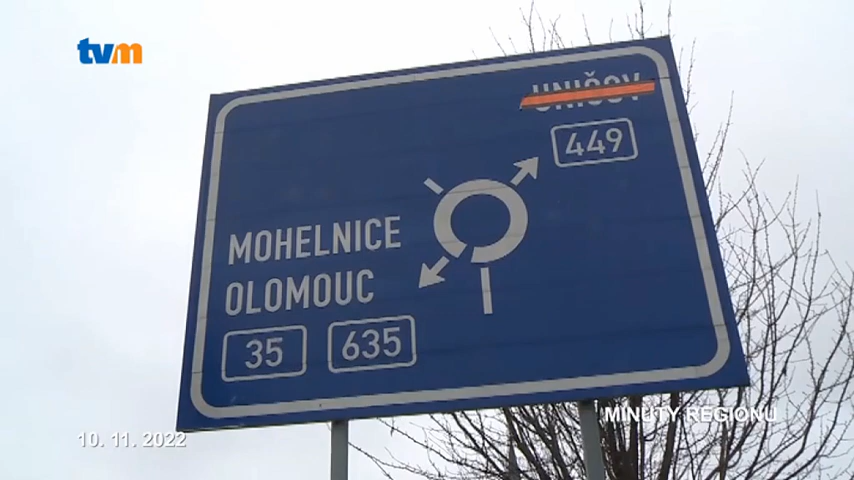 tvm
UNIČOV
449
MOHELNICE
OLOMOUC
35 635
MINUTY REGIONU
10. 11. 2022